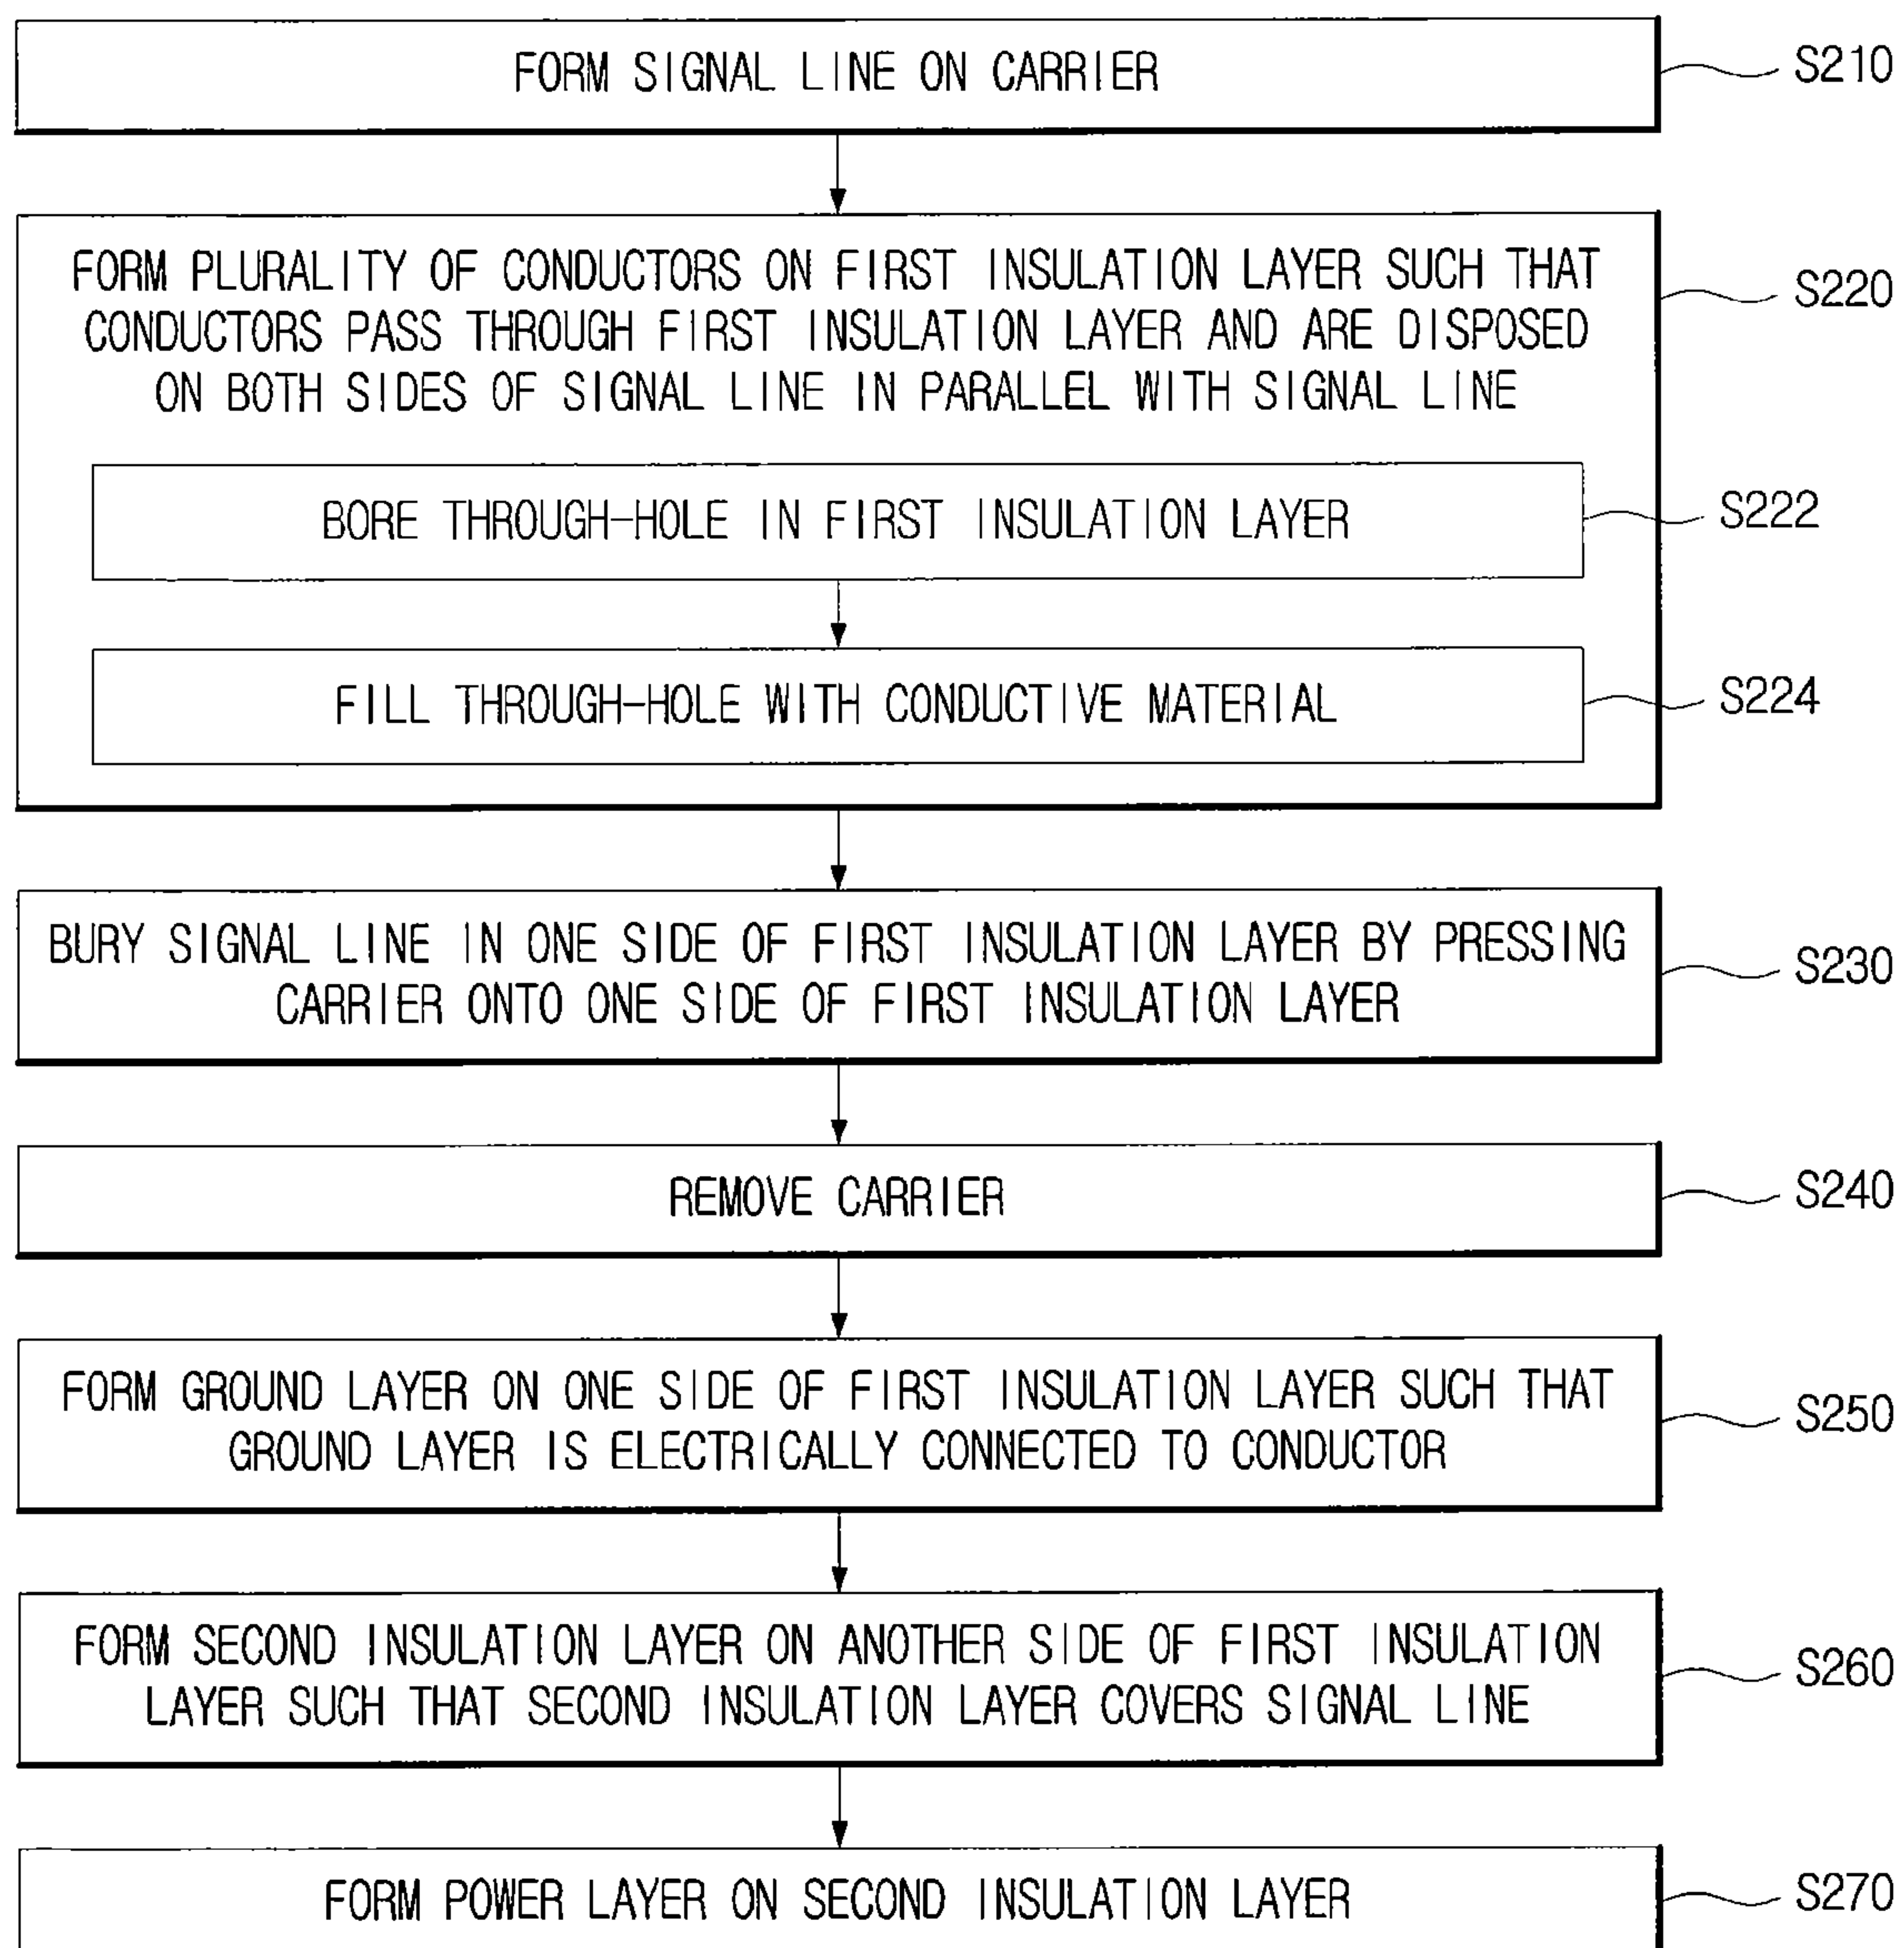 FORM SIGNAL LINE ON CARRIER
S210
FORM PLURALITY OF CONDUCTORS ON FIRST INSULATION LAYER SUCH THAT
CONDUCTORS PASS THROUGH FIRST INSULATION LAYER AND ARE DISPOSED
ON BOTH SIDES OF SIGNAL LINE IN PARALLEL WITH SIGNAL LINE
S220
BORE THROUGH-HOLE IN FIRST INSULATION LAYER
S222
FILL THROUGH-HOLE WITH CONDUCTIVE MATERIAL
S224
BURY SIGNAL LINE IN ONE SIDE OF FIRST INSULATION LAYER BY PRESSING
CARRIER ONTO ONE SIDE OF FIRST INSULATION LAYER
S230
REMOVE CARRIER
S240
FORM GROUND LAYER ON ONE SIDE OF FIRST INSULATION LAYER SUCH THAT
GROUND LAYER IS ELECTRICALLY CONNECTED TO CONDUCTOR
S250
FORM SECOND INSULATION LAYER ON ANOTHER SIDE OF FIRST INSULATION
LAYER SUCH THAT SECOND INSULATION LAYER COVERS SIGNAL LINE
S260
FORM POWER LAYER ON SECOND INSULATION LAYER
S270